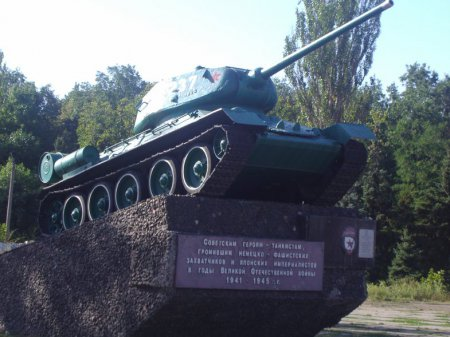 Советским героям - танкистам
громившим немецко - фашистских
захватчиков и японских империалистов
в годы Великой Отечественной войны
1941 1945 г.г.